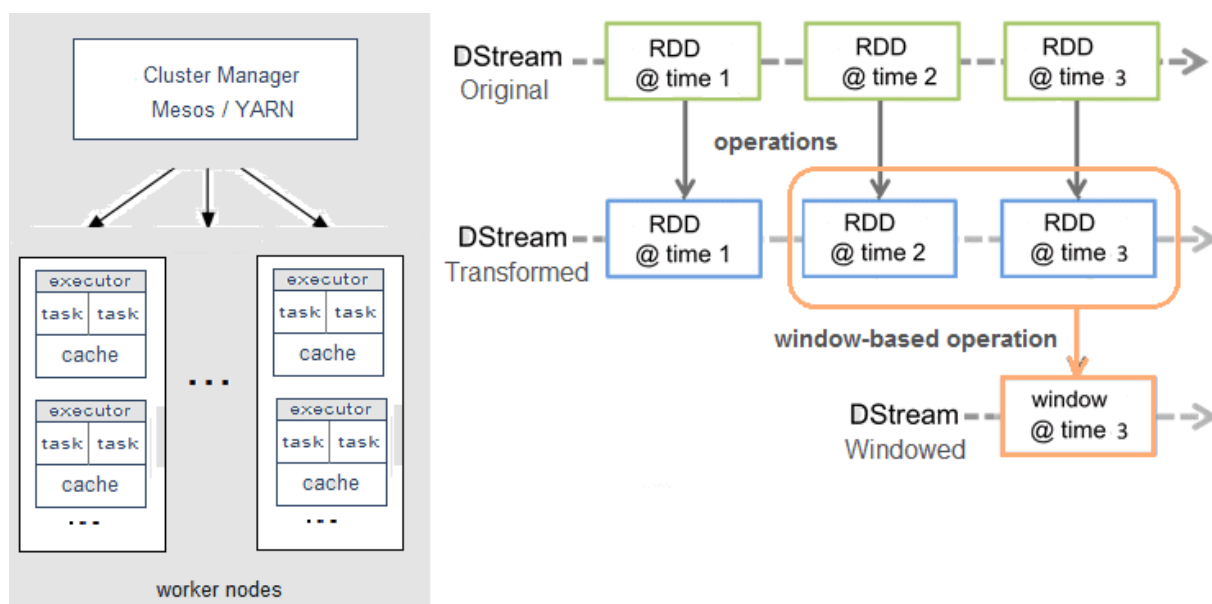 Cluster Manager
Mesos / YARN
executor
task task
cache
executor
task task
cache
...
...
executor
task task
cache
executor
task task
cache
...
worker nodes
DStream
Original
RDD
@ time 1
RDD
@ time 2
RDD
@ time 3
operations
DStream
Transformed
RDD
@ time 1
RDD
@ time 2
RDD
@ time 3
window-based operation
DStream
Windowed
window
@ time 3